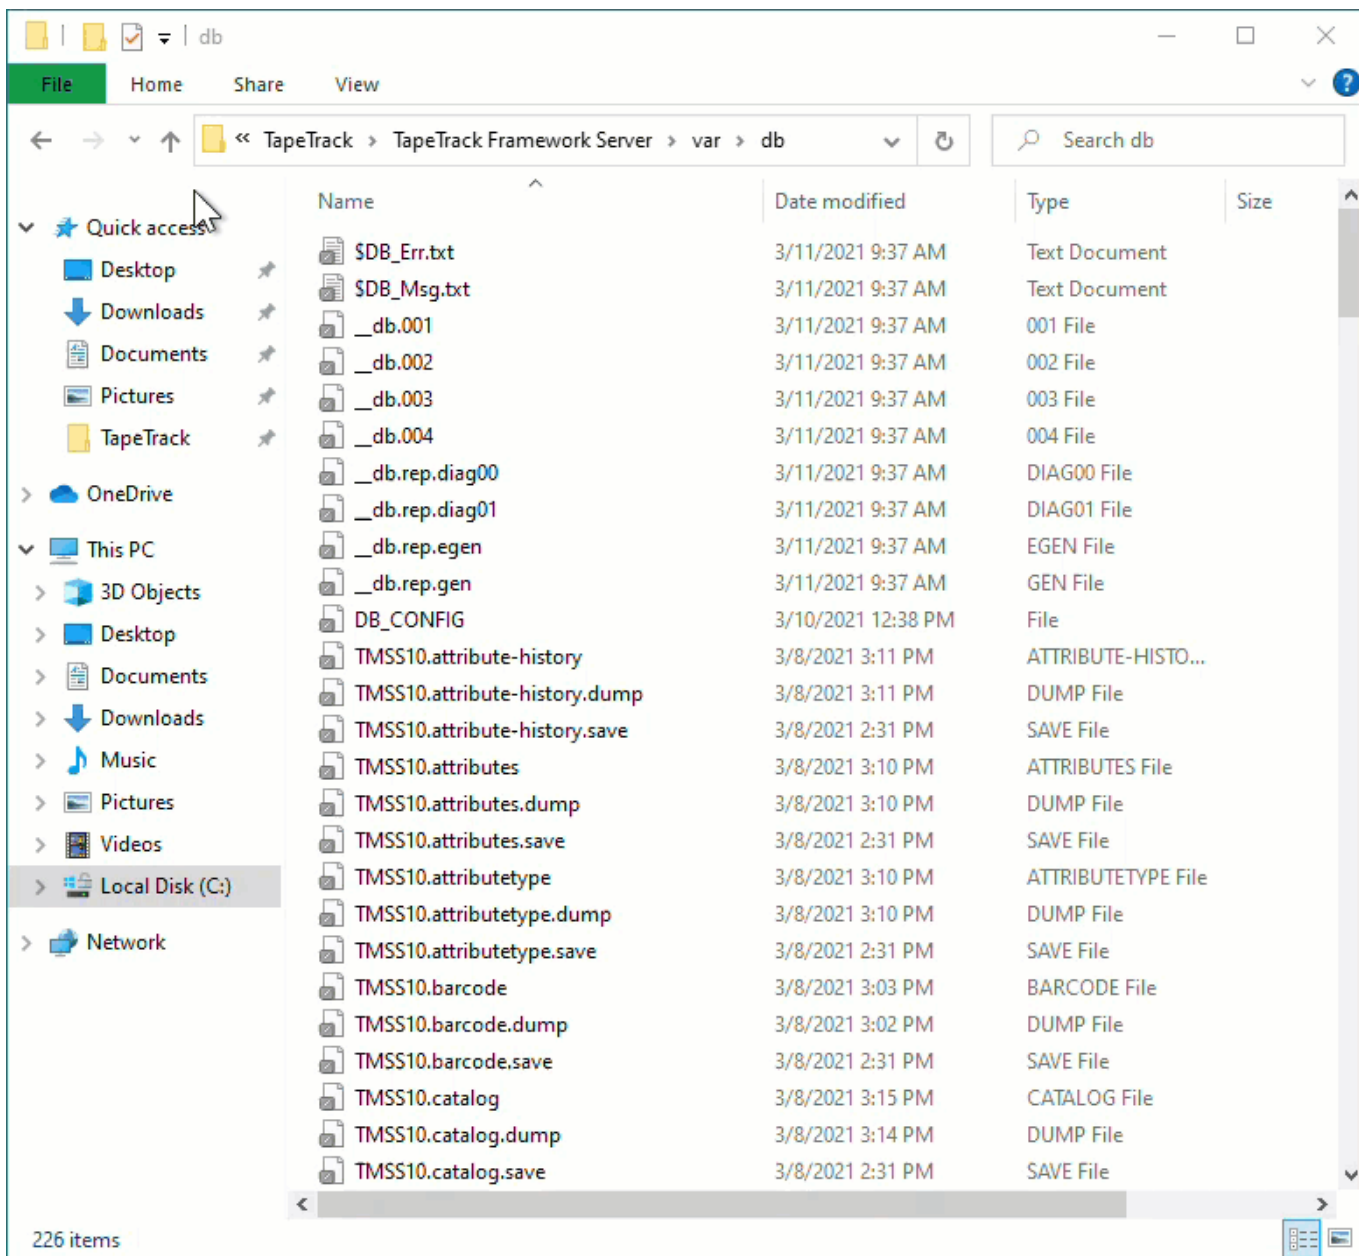 db
File Home Share View
« TapeTrack > TapeTrack Framework Server > var > db Search db
Name Date modified Type Size
Quick access
Desktop
Downloads
Documents
Pictures
TapeTrack
OneDrive
This PC
3D Objects
Desktop
Documents
Downloads
Music
Pictures
Videos
Local Disk (C:)
Network
$DB_Err.txt 3/11/2021 9:37 AM Text Document
$DB_Msg.txt 3/11/2021 9:37 AM Text Document
__db.001 3/11/2021 9:37 AM 001 File
__db.002 3/11/2021 9:37 AM 002 File
__db.003 3/11/2021 9:37 AM 003 File
__db.004 3/11/2021 9:37 AM 004 File
__db.rep.diag00 3/11/2021 9:37 AM DIAG00 File
__db.rep.diag01 3/11/2021 9:37 AM DIAG01 File
__db.rep.egen 3/11/2021 9:37 AM EGEN File
__db.rep.gen 3/11/2021 9:37 AM GEN File
DB_CONFIG 3/10/2021 12:38 PM File
TMSS10.attribute-history 3/8/2021 3:11 PM ATTRIBUTE-HISTO...
TMSS10.attribute-history.dump 3/8/2021 3:11 PM DUMP File
TMSS10.attribute-history.save 3/8/2021 2:31 PM SAVE File
TMSS10.attributes 3/8/2021 3:10 PM ATTRIBUTES File
TMSS10.attributes.dump 3/8/2021 3:10 PM DUMP File
TMSS10.attributes.save 3/8/2021 2:31 PM SAVE File
TMSS10.attributetype 3/8/2021 3:10 PM ATTRIBUTETYPE File
TMSS10.attributetype.dump 3/8/2021 3:10 PM DUMP File
TMSS10.attributetype.save 3/8/2021 2:31 PM SAVE File
TMSS10.barcode 3/8/2021 3:03 PM BARCODE File
TMSS10.barcode.dump 3/8/2021 3:02 PM DUMP File
TMSS10.barcode.save 3/8/2021 2:31 PM SAVE File
TMSS10.catalog 3/8/2021 3:15 PM CATALOG File
TMSS10.catalog.dump 3/8/2021 3:14 PM DUMP File
TMSS10.catalog.save 3/8/2021 2:31 PM SAVE File
226 items